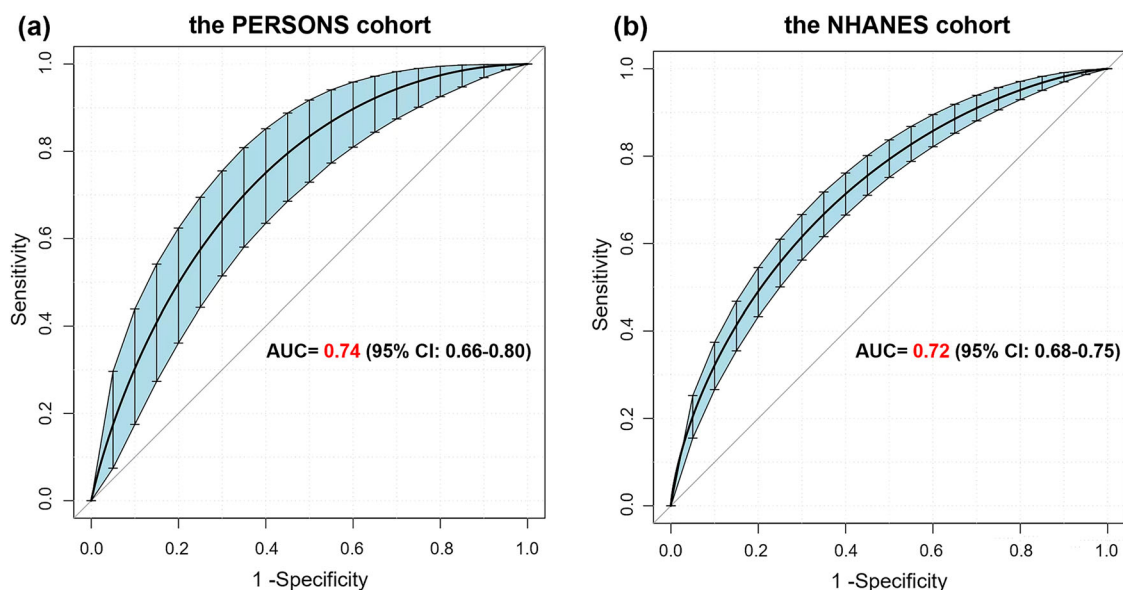 (a) the PERSONS cohort
1.0
0.8
0.6
0.4
0.2
0.0
Sensitivity
AUC= 0.74 (95% CI: 0.66-0.80)
0.0 0.2 0.4 0.6 0.8 1.0
1 -Specificity
(b) the NHANES cohort
1.0
0.8
0.6
0.4
0.2
0.0
Sensitivity
AUC= 0.72 (95% CI: 0.68-0.75)
0.0 0.2 0.4 0.6 0.8 1.0
1 -Specificity